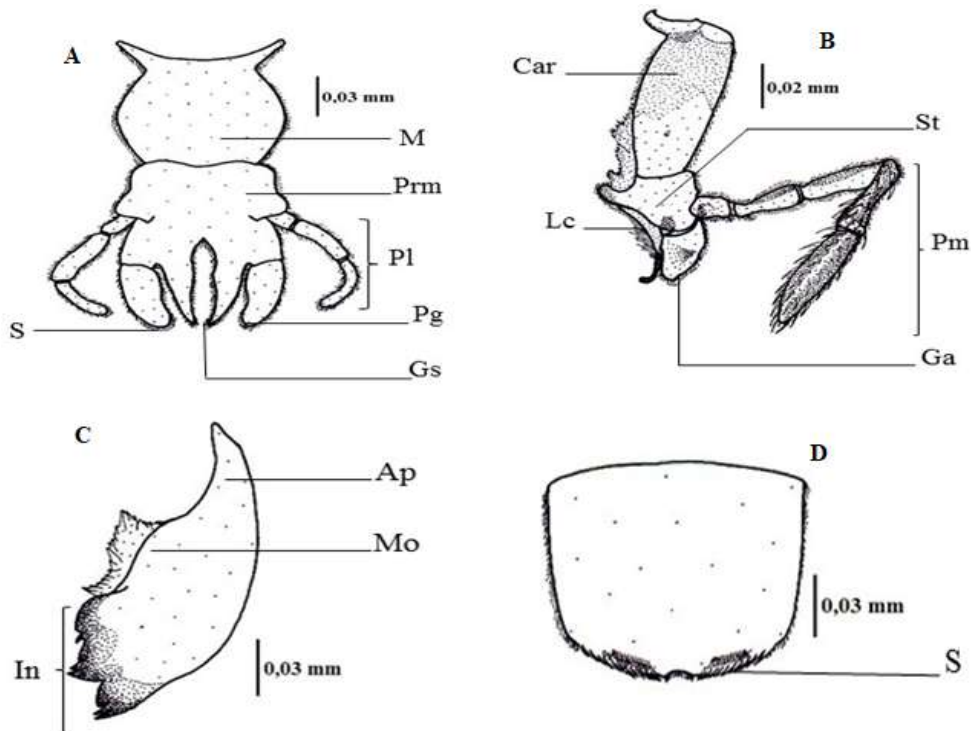 A
0,03 mm
M
Prm
Pl
Pg
S
Gs
B
0,02 mm
Car
St
Lc
Pm
Ga
C
Ap
Mo
In
0,03 mm
D
0,03 mm
S